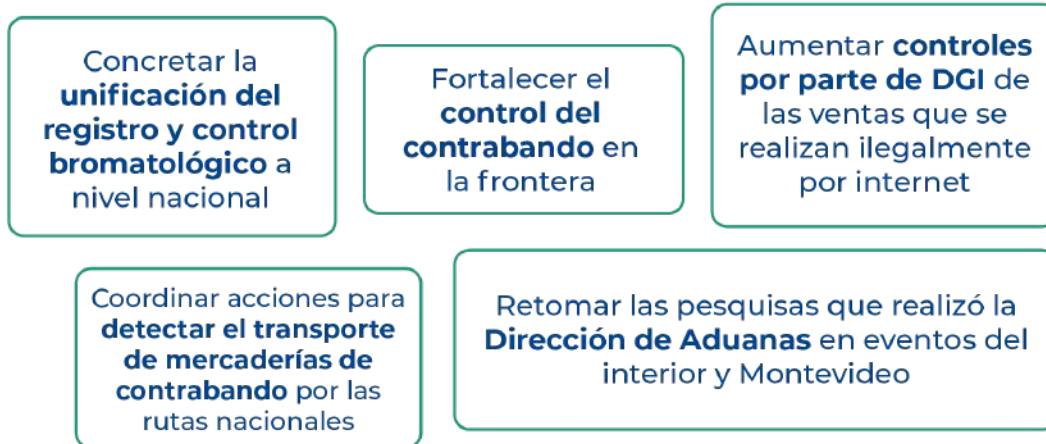 Concretar la
unificación del
registro y control
bromatológico a
nivel nacional
Fortalecer el
control del
contrabando en
la frontera
Aumentar controles
por parte de DGI de
las ventas que se
realizan ilegalmente
por internet
Coordinar acciones para
detectar el transporte
de mercaderías de
contrabando por las
rutas nacionales
Retomar las pesquisas que realizó la
Dirección de Aduanas en eventos del
interior y Montevideo